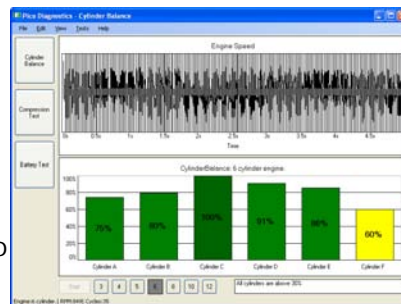 Pico Diagnostics - Cylinder Balance
File Edit View Tools Help
Cylinder Balance
Compression Test
Battery Test
Engine Speed
0s 0.5s 1s 1.5s 2s 2.5s 3s 3.5s 4s 4.5s
Time
CylinderBalance: 6 cylinder engine
100%
80%
60%
40%
20%
0%
75% 80% 100% 91% 86% 60%
Cylinder A Cylinder B Cylinder C Cylinder D Cylinder E Cylinder F
Start 3 4 5 6 8 10 12
All cylinders are above 30%